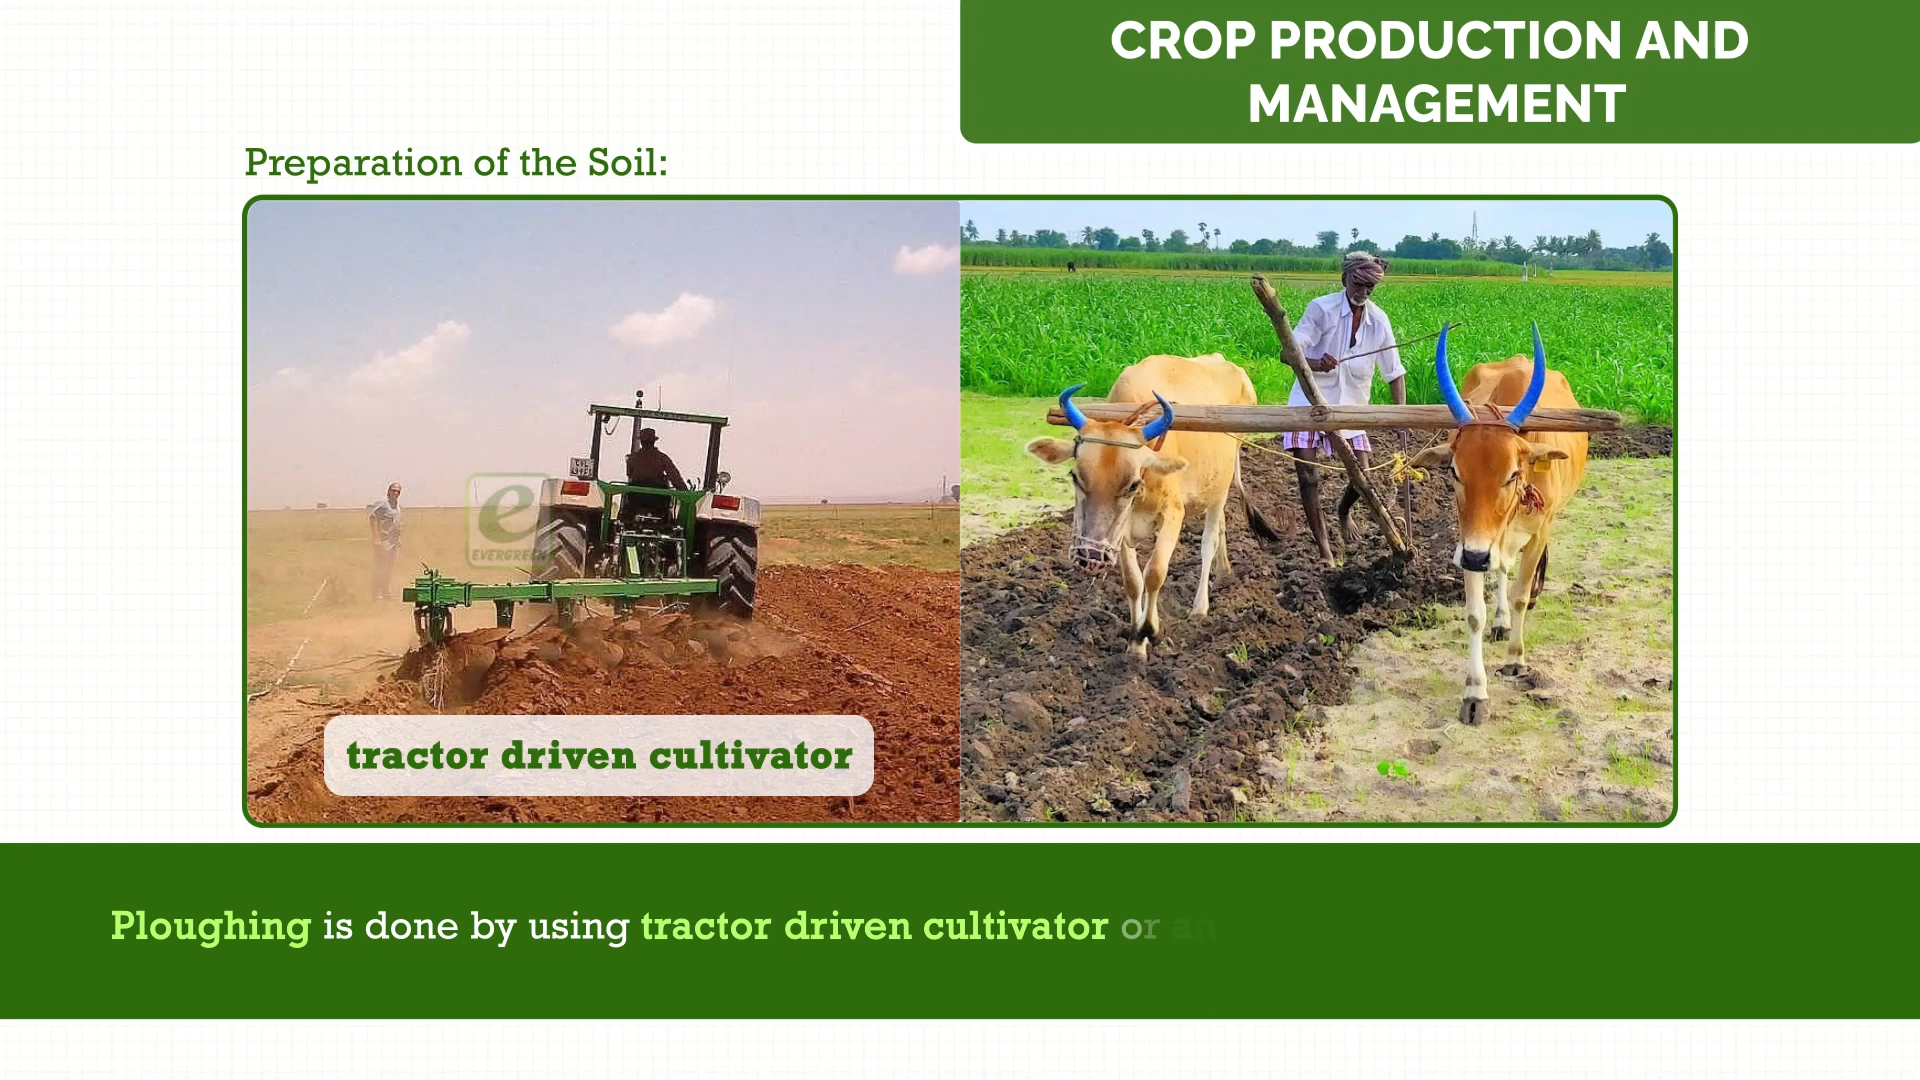 CROP PRODUCTION AND
MANAGEMENT
Preparation of the Soil:
e
EVERGREEN
tractor driven cultivator
Ploughing is done by using tractor driven cultivator or